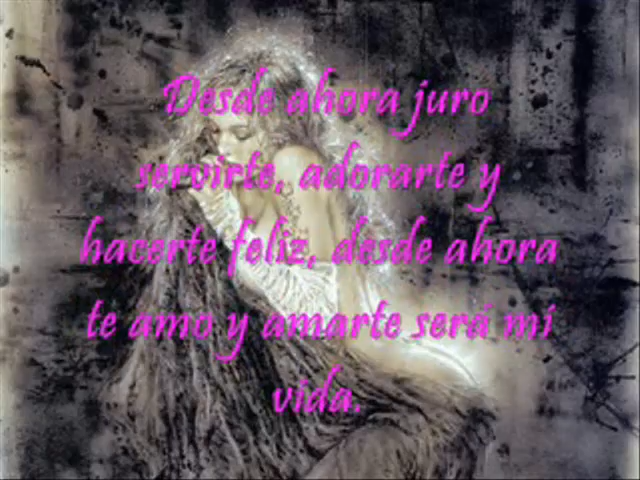 Desde ahora juro
servirte, adorarte y
hacerte feliz, desde ahora
te amo y amarte será mi
vida.